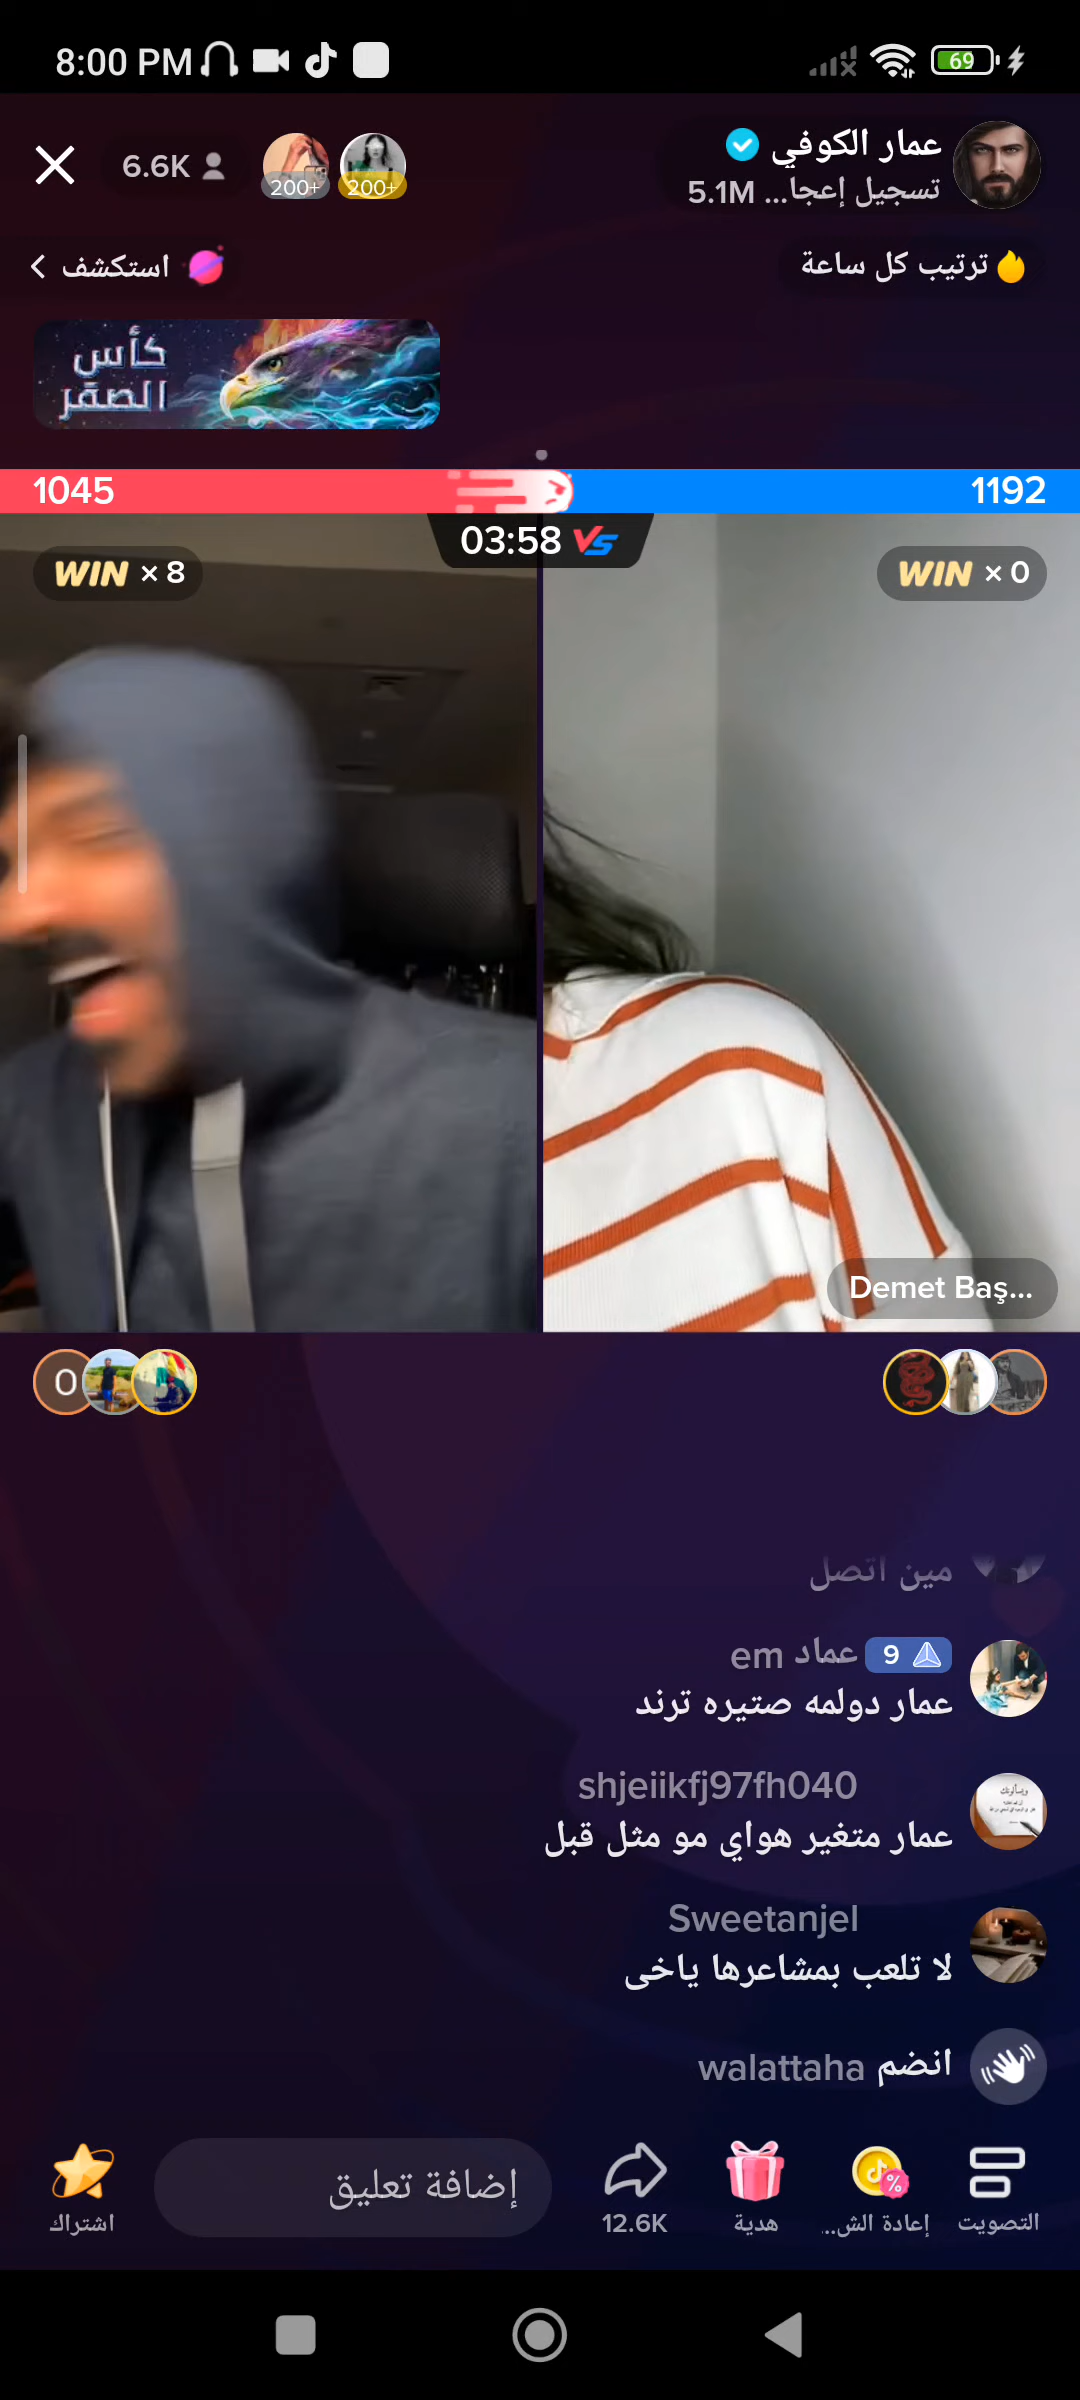 8:00 PM
69
6.6K
200+
200+
عمار الكوفي
تسجيل إعجا... 5.1M
استكشف
ترتيب كل ساعة
كأس
الصقر
1045
1192
03:58 VS
WIN × 8
WIN × 0
Demet Baş...
0
مين اتصل
9 عماد em
عمار دولمه صتيره ترند
shjeiikfj97fh040
عمار متغير هواي مو مثل قبل
Sweetanjel
لا تلعب بمشاعرها ياخى
انضم walattaha
اشتراك
إضافة تعليق
12.6K
هدية
إعادة الش...
التصويت